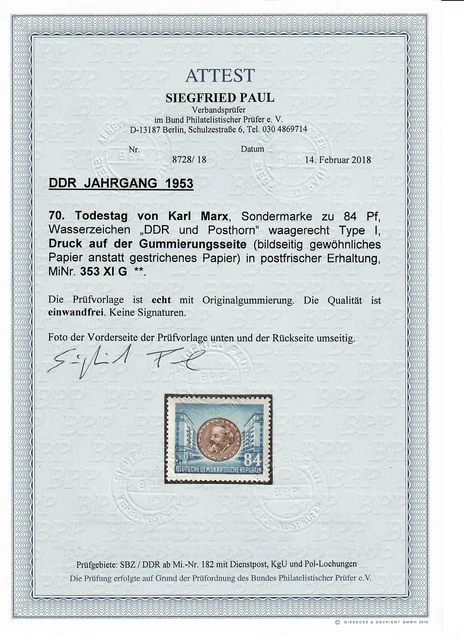 ATTEST
SIEGFRIED PAUL
Verbandsprüfer
im Bund Philatelistischer Prüfer e. V.
D-13187 Berlin, Schulzestraße 6, Tel. 030 4869714
Nr. Datum
8728/ 18 14. Februar 2018
DDR JAHRGANG 1953
70. Todestag von Karl Marx, Sondermarke zu 84 Pf,
Wasserzeichen „DDR und Posthorn" waagerecht Type I,
Druck auf der Gummierungsseite (bildseitig gewöhnliches
Papier anstatt gestrichenes Papier) in postfrischer Erhaltung,
MiNr. 353 XI G **.
Die Prüfvorlage ist echt mit Originalgummierung. Die Qualität ist
einwandfrei. Keine Signaturen.
Foto der Vorderseite der Prüfvorlage unten und der Rückseite umseitig.
84
DEUTSCHE DEMOKRATISCHE REPUBLIK
Prüfgebiete: SBZ / DDR ab Mi.-Nr. 182 mit Dienstpost, KgU und Pol-Lochungen
Die Prüfung erfolgte auf Grund der Prüfordnung des Bundes Philatelistischer Prüfer e.V.
© GIESECKE & DEVRIENT GMBH 2016